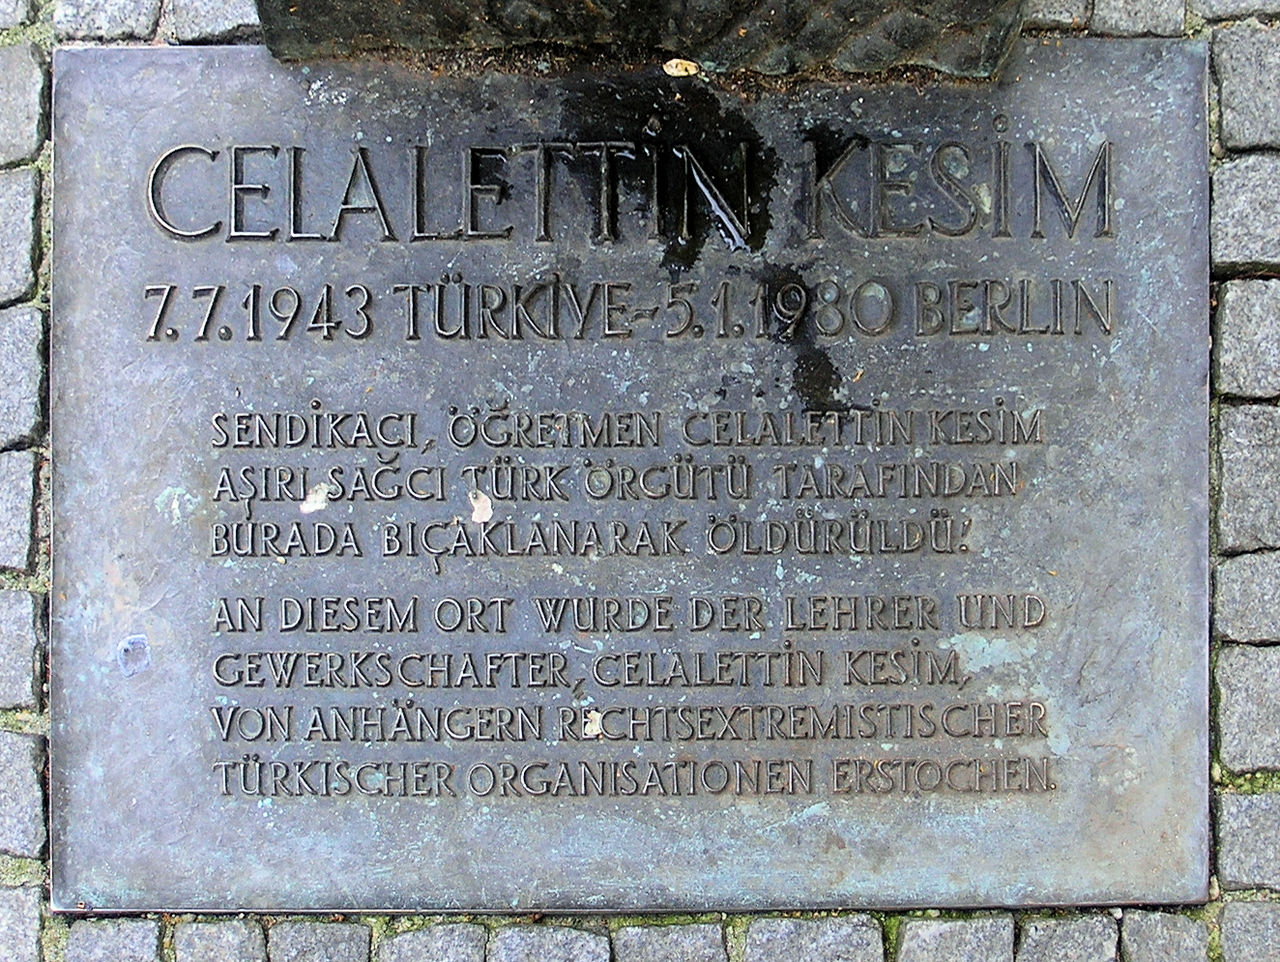 CELALETTİN KESİM
7.7.1943 TÜRKİYE-5.1.1980 BERLIN
SENDİKACI, ÖĞRETMEN CELALETTİN KESİM
AŞIRI SAĞCI TÜRK ÖRGÜTÜ TARAFINDAN
BURADA BIÇAKLANARAK ÖLDÜRÜLDÜ!
AN DIESEM ORT WURDE DER LEHRER UND
GEWERKSCHAFTER, CELALETTİN KESİM,
VON ANHÄNGERN RECHTSEXTREMISTISCHER
TÜRKISCHER ORGANISATIONEN ERSTOCHEN.